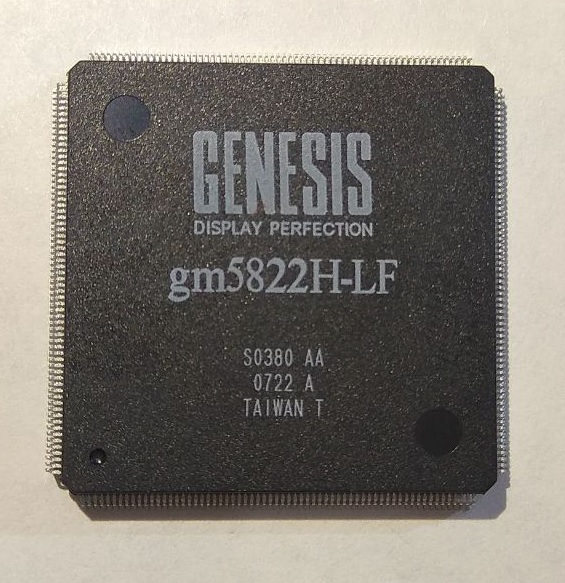 GENESIS
DISPLAY PERFECTION
gm5822H-LF
S0380 AA
0722 A
TAIWAN T